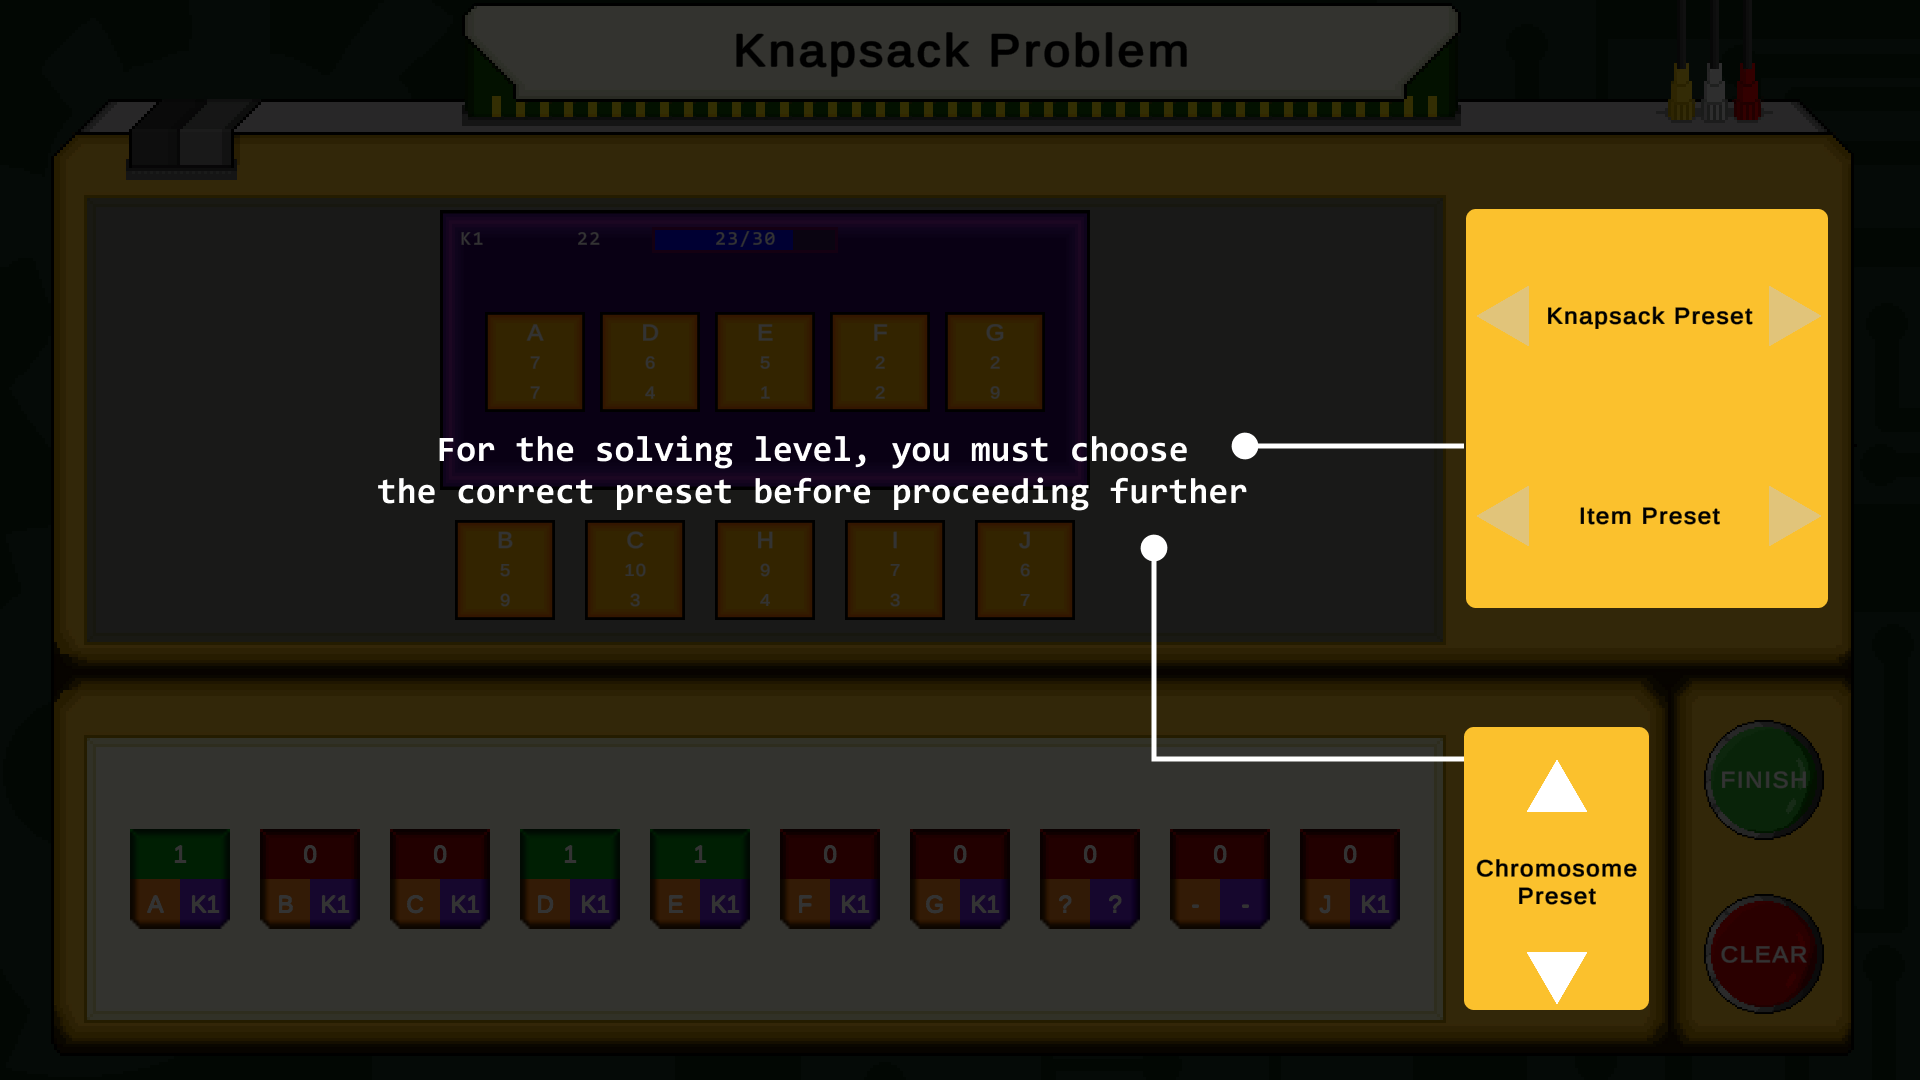 Knapsack Problem
K1 22 23/30
A D E F G
7 6 5 2 2
7 4 1 2 9
Knapsack Preset
For the solving level, you must choose
the correct preset before proceeding further
Item Preset
B C H I J
5 10 9 7 6
9 3 4 3 7
1 0 0 1 1 0 0 0 0 0
A K1 B K1 C K1 D K1 E K1 F K1 G K1 ? ? - - J K1
Chromosome
Preset
FINISH
CLEAR